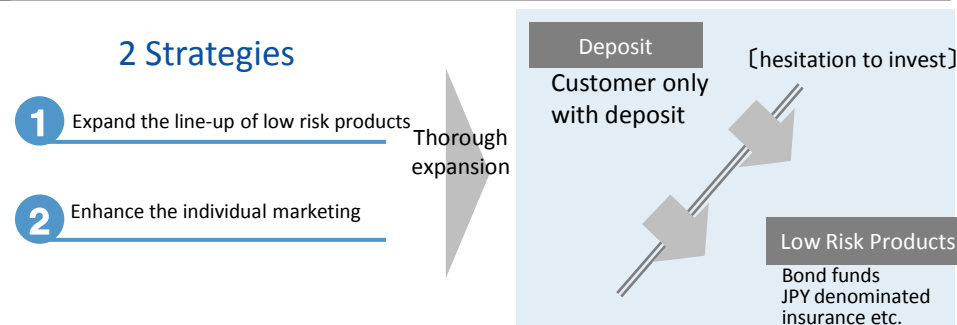 2 Strategies
1
Expand the line-up of low risk products
2
Enhance the individual marketing
Thorough
expansion
Deposit
Customer only
with deposit
〔hesitation to invest〕
Low Risk Products
Bond funds
JPY denominated
insurance etc.